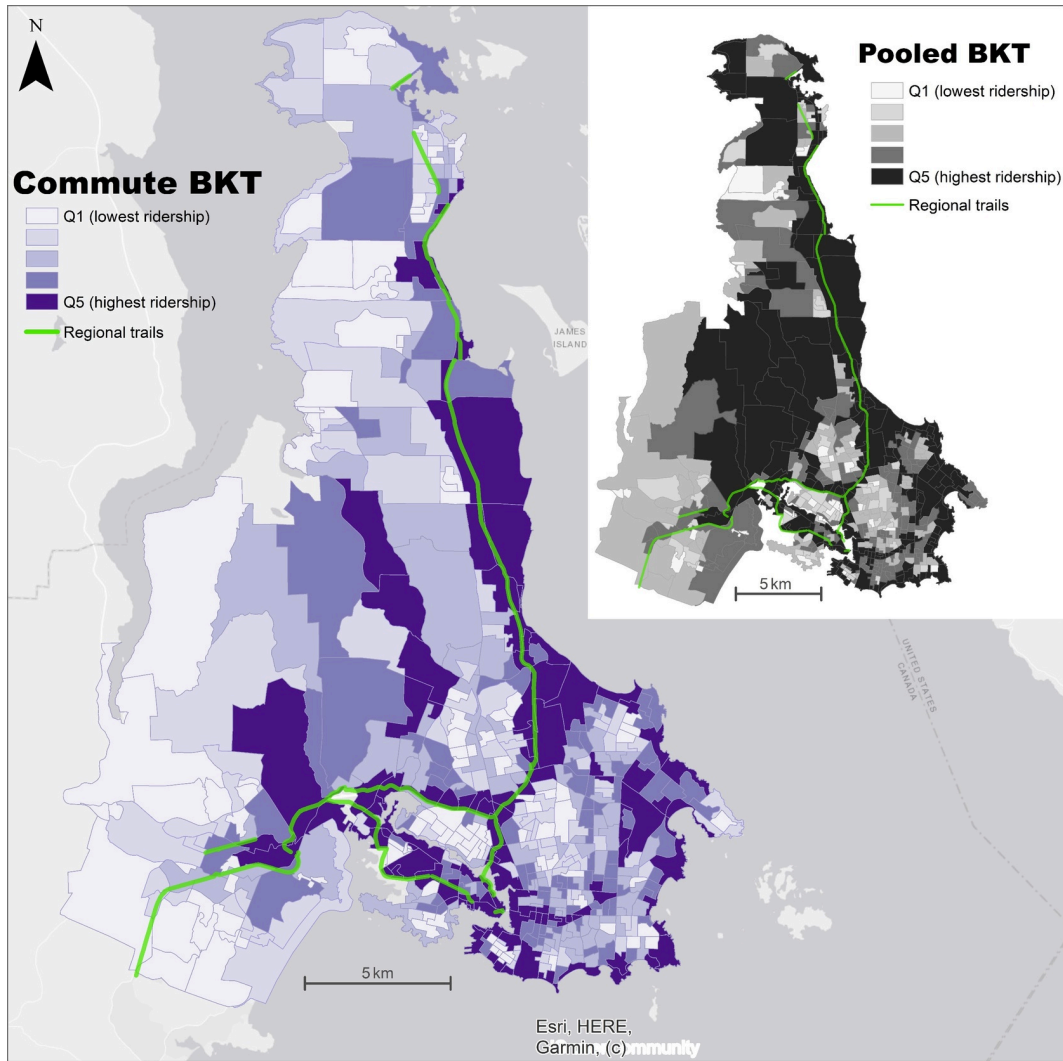 N
Commute BKT
Q1 (lowest ridership)
Q5 (highest ridership)
Regional trails
Pooled BKT
Q1 (lowest ridership)
Q5 (highest ridership)
Regional trails
5 km
JAMES
ISLAND
UNITED STATES
CANADA
5 km
Esri, HERE,
Garmin, (c)
community